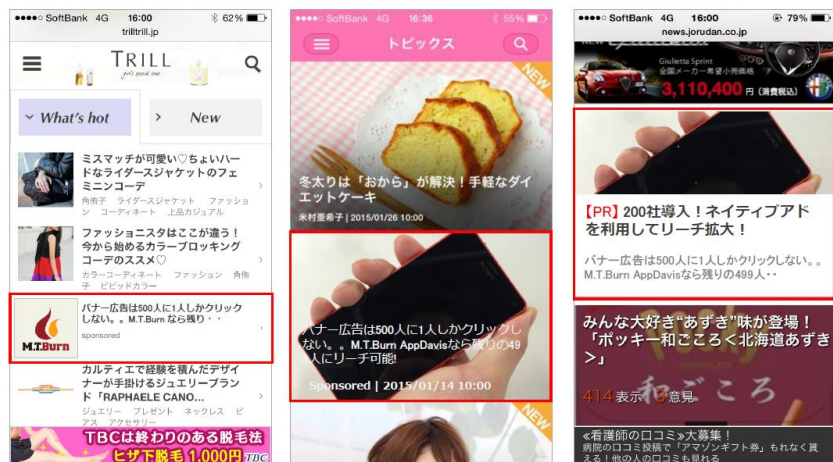 SoftBank 4G 16:00 62%
trilltrill.jp
TRILL
girls good one
What's hot
New
ミスマッチが可愛い♡ちょいハー
ドなライダースジャケットのフェ
ミニンコーデ
角侑子 ライダースジャケット ファッショ
ン コーディネート 上品カジュアル
ファッショニスタはここが違う!
今から始めるカラーブロッキング
コーデのススメ♡
カラーコーディネート ファッション 角侑
子 ビビッドカラー
M.T.Burn
バナー広告は500人に1人しかクリック
しない。。M.T.Burn なら残り・・
sponsored
カルティエで経験を積んだデザイ
ナーが手掛けるジュエリーブラン
ド「RAPHAELE CANO...
ジュエリー プレゼント ネックレス ピ
アス アクセサリー
TBCは終わりのある脱毛法
ヒザ下脱毛 1,000円 TBC
SoftBank 4G 16:36 55%
トピックス
NEW
冬太りは「おから」が解決!手軽なダイ
エットケーキ
米村亜希子 | 2015/01/26 10:00
バナー広告は500人に1人しかクリックし
ない。。M.T.Burn AppDavisなら残りの49
人にリーチ可能!
Sponsored | 2015/01/14 10:00
NEW
SoftBank 4G 16:00 79%
news.jorudan.co.jp
NEW
Giulietta Sprint
全国メーカー希望小売価格
3,110,400 円 (消費税込)
【PR】200社導入!ネイティブアド
を利用してリーチ拡大!
バナー広告は500人に1人しかクリックしない。。
M.T.Burn AppDavisなら残りの499人・・
みんな大好き“あずき”味が登場!
「ポッキー和ごころ<北海道あずき
>」
CHOCOLATE
和ごころ
414表示 3意見
≪看護師の口コミ≫大募集!
病院の口コミ投稿で「アマゾンギフト券」もれなく貰
える!他の人の口コミも見れる